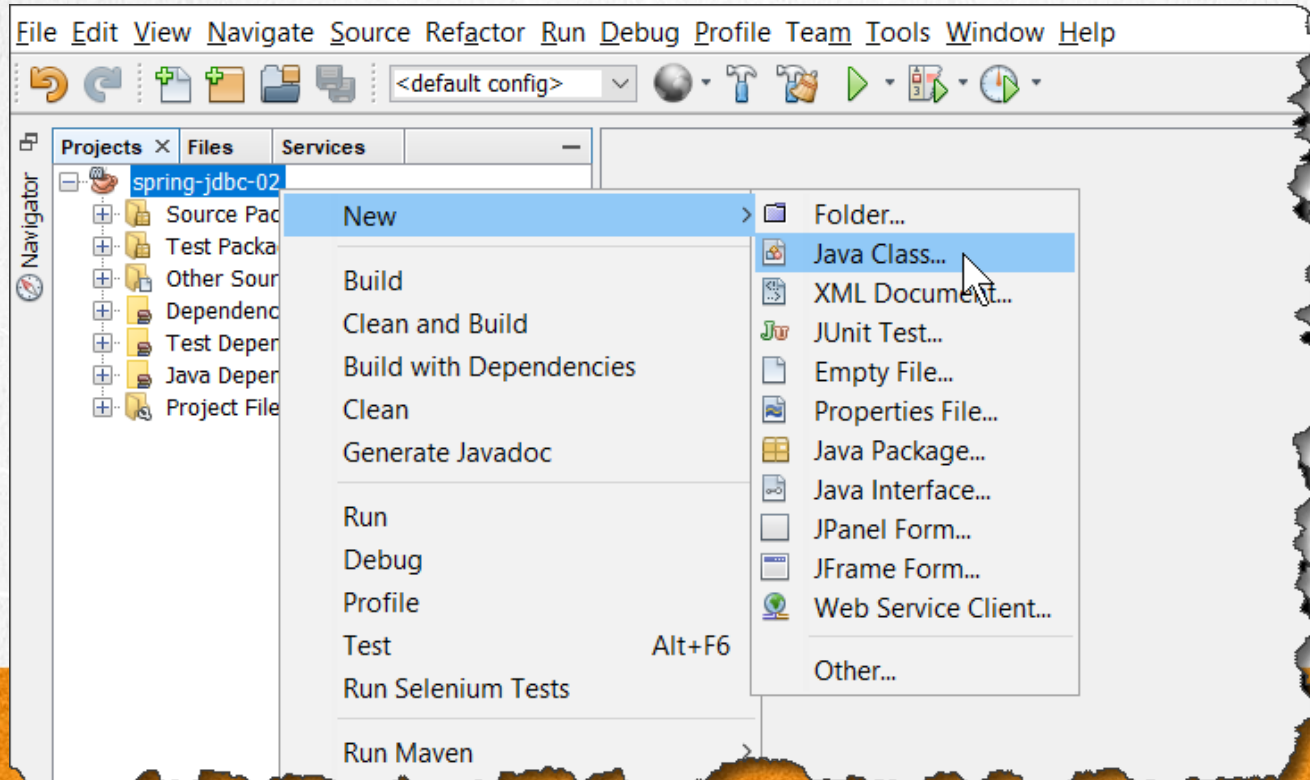 File Edit View Navigate Source Refactor Run Debug Profile Team Tools Window Help
<default config>
Projects Files Services
Navigator
spring-jdbc-02
Source Pac
Test Packa
Other Sour
Dependenc
Test Deper
Java Deper
Project File
New
Build
Clean and Build
Build with Dependencies
Clean
Generate Javadoc
Run
Debug
Profile
Test Alt+F6
Run Selenium Tests
Run Maven
Folder...
Java Class...
XML Document...
JUnit Test...
Empty File...
Properties File...
Java Package...
Java Interface...
JPanel Form...
JFrame Form...
Web Service Client...
Other...